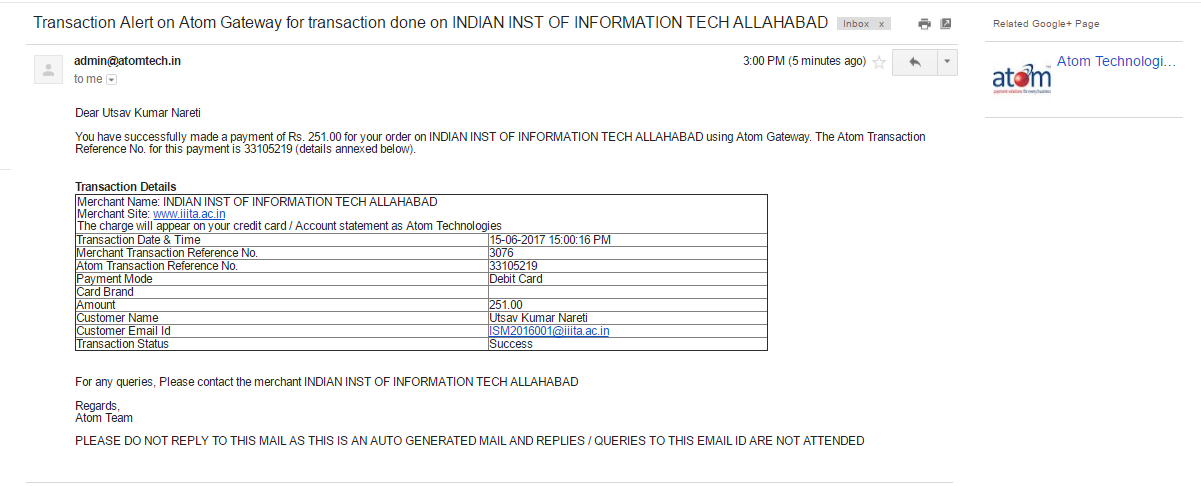 Transaction Alert on Atom Gateway for transaction done on INDIAN INST OF INFORMATION TECH ALLAHABAD Inbox x
Related Google+ Page
admin@atomtech.in
3:00 PM (5 minutes ago)
to me
atom
payment solutions for every business
Atom Technologi...
Dear Utsav Kumar Nareti
You have successfully made a payment of Rs. 251.00 for your order on INDIAN INST OF INFORMATION TECH ALLAHABAD using Atom Gateway. The Atom Transaction
Reference No. for this payment is 33105219 (details annexed below).
Transaction Details
Merchant Name: INDIAN INST OF INFORMATION TECH ALLAHABAD
Merchant Site: www.iiita.ac.in
The charge will appear on your credit card / Account statement as Atom Technologies
Transaction Date & Time 15-06-2017 15:00:16 PM
Merchant Transaction Reference No. 3076
Atom Transaction Reference No. 33105219
Payment Mode Debit Card
Card Brand
Amount 251.00
Customer Name Utsav Kumar Nareti
Customer Email Id ISM2016001@iiita.ac.in
Transaction Status Success
For any queries, Please contact the merchant INDIAN INST OF INFORMATION TECH ALLAHABAD
Regards,
Atom Team
PLEASE DO NOT REPLY TO THIS MAIL AS THIS IS AN AUTO GENERATED MAIL AND REPLIES / QUERIES TO THIS EMAIL ID ARE NOT ATTENDED